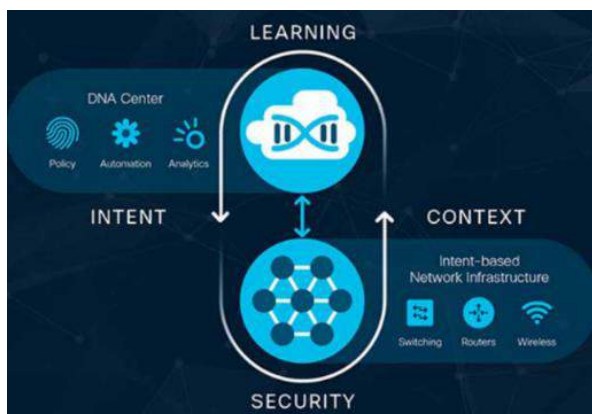 LEARNING
DNA Center
Policy Automation Analytics
INTENT
CONTEXT
Intent-based
Network Infrastructure
Switching Routers Wireless
SECURITY